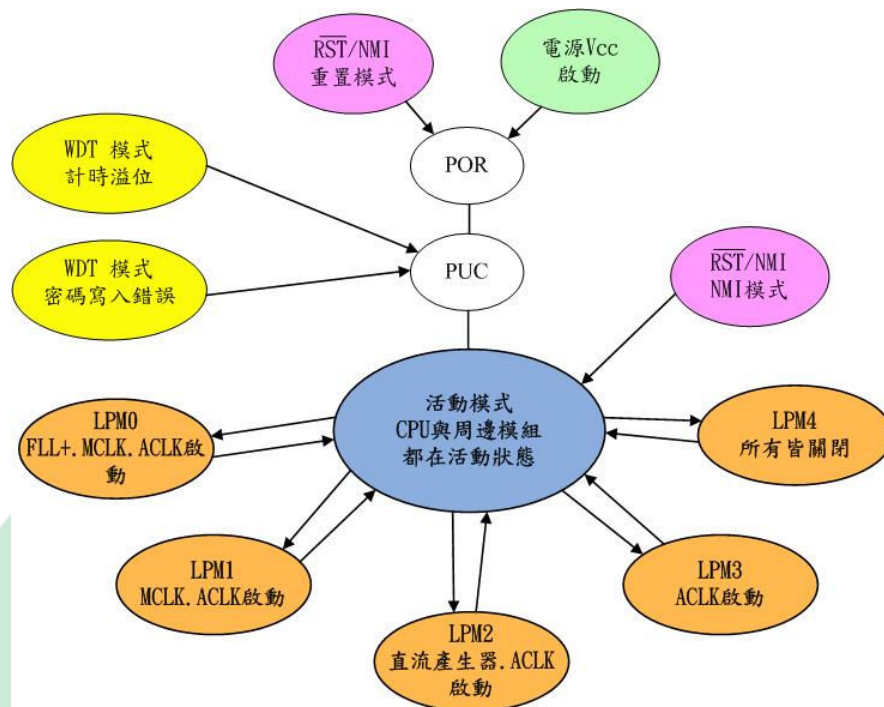 RST/NMI
重置模式
電源Vcc
啟動
WDT 模式
計時溢位
POR
WDT 模式
密碼寫入錯誤
PUC
RST/NMI
NMI模式
活動模式
CPU與周邊模組
都在活動狀態
LPM0
FLL+.MCLK.ACLK啟
動
LPM4
所有皆關閉
LPM1
MCLK.ACLK啟動
LPM3
ACLK啟動
LPM2
直流產生器.ACLK
啟動